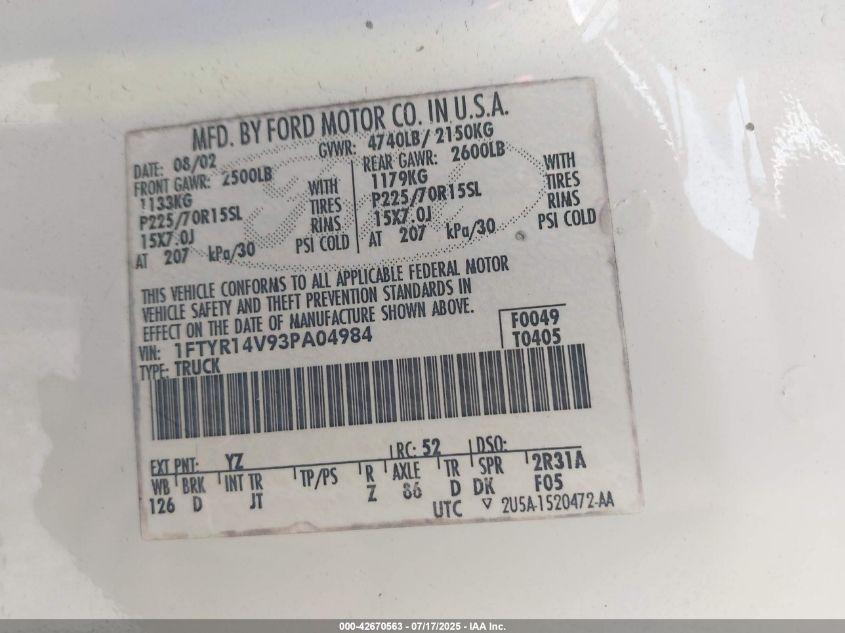 MFD. BY FORD MOTOR CO. IN U.S.A.
DATE: 08/02 GVWR: 4740LB/ 2150KG
FRONT GAWR: 2500LB REAR GAWR: 2600LB
1133KG WITH 1179KG WITH
P225/70R15SL TIRES P225/70R15SL TIRES
15X7.0J RIMS 15X7.0J RIMS
AT 207 kPa/30 PSI COLD AT 207 kPa/30 PSI COLD
THIS VEHICLE CONFORMS TO ALL APPLICABLE FEDERAL MOTOR
VEHICLE SAFETY AND THEFT PREVENTION STANDARDS IN
EFFECT ON THE DATE OF MANUFACTURE SHOWN ABOVE.
VIN: 1FTYR14V93PA04984 F0049
TYPE: TRUCK T0405
EXT PNT: YZ RC: 52 DSO:
WB BRK INT TR TP/PS R AXLE TR SPR 2R31A
126 D JT Z 86 D DK F05
UTC ▽ 2U5A-1520472-AA
000-42670563 - 07/17/2025 - IAA Inc.